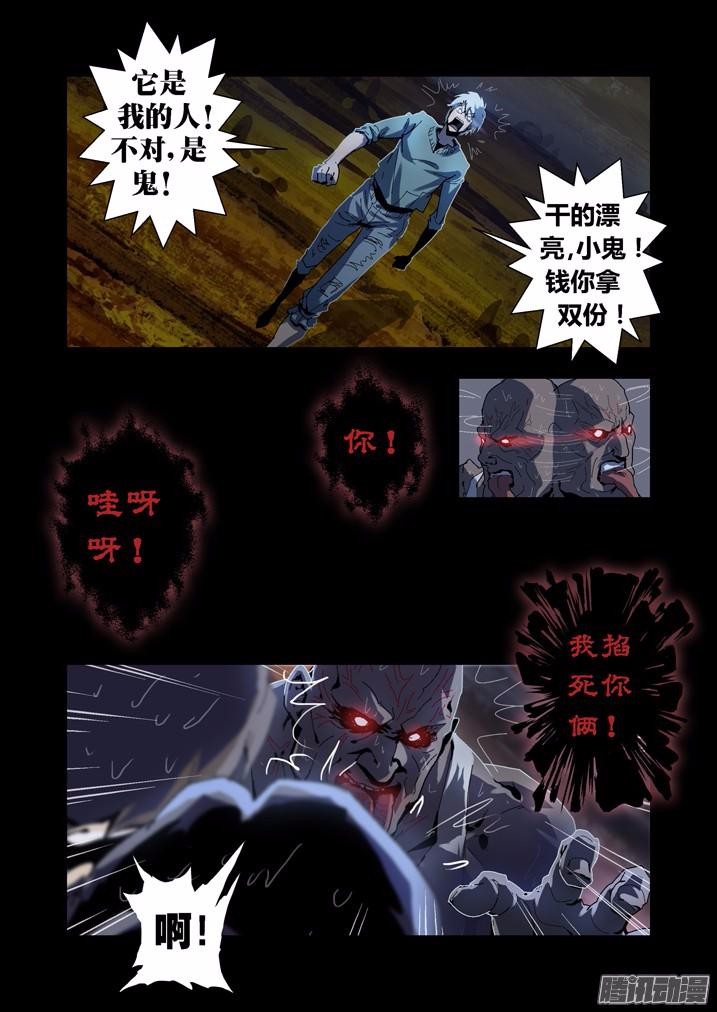 它是
我的人！
不对，是
鬼！
干的漂
亮，小鬼！
钱你拿
双份！
你！
哇呀
呀！
我掐
死你
俩！
啊！
腾讯动漫